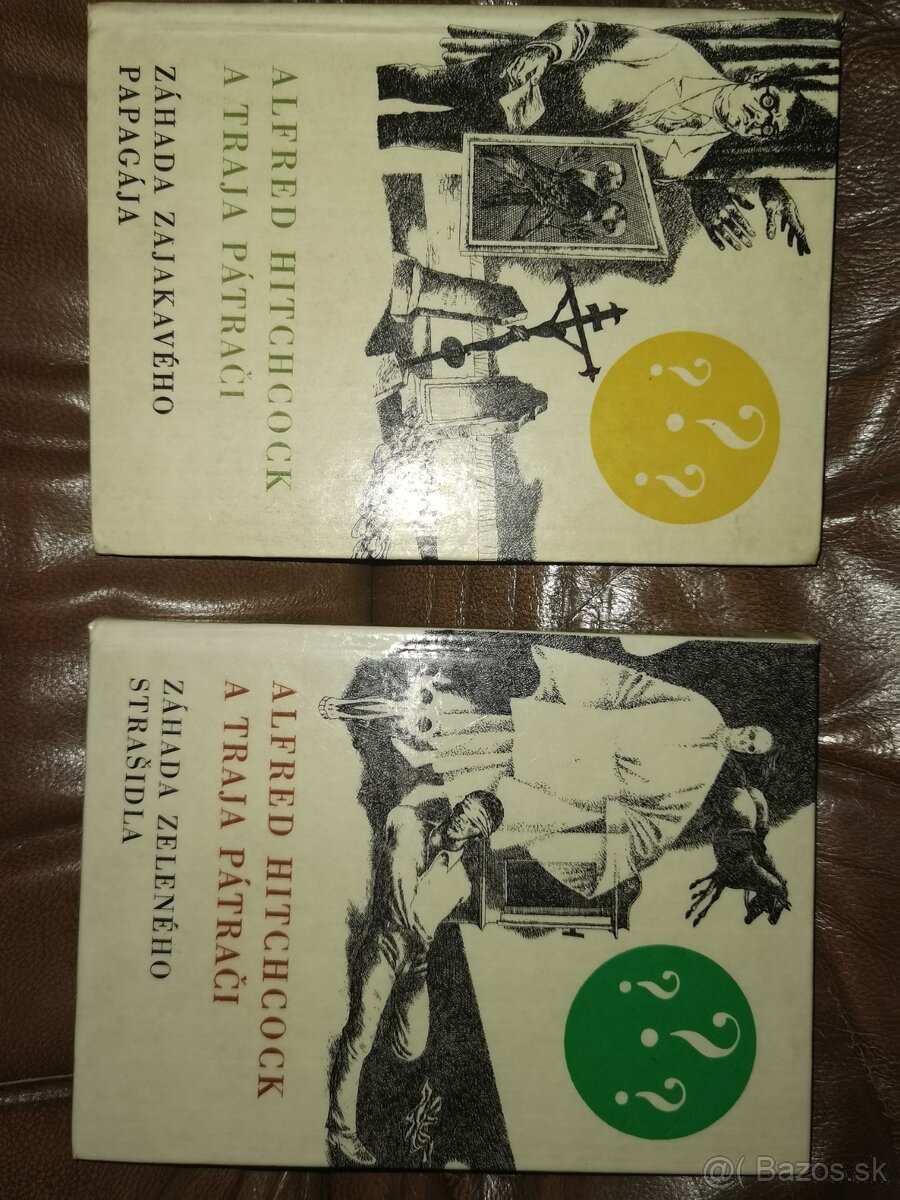 ALFRED HITCHCOCK
A TRAJA PÁTRAČI
ZÁHADA ZAJAKAVÉHO
PAPAGÁJA
? ? ?
ALFRED HITCHCOCK
A TRAJA PÁTRAČI
ZÁHADA ZELENÉHO
STRAŠIDLA
? ? ?
@( Bazos.sk